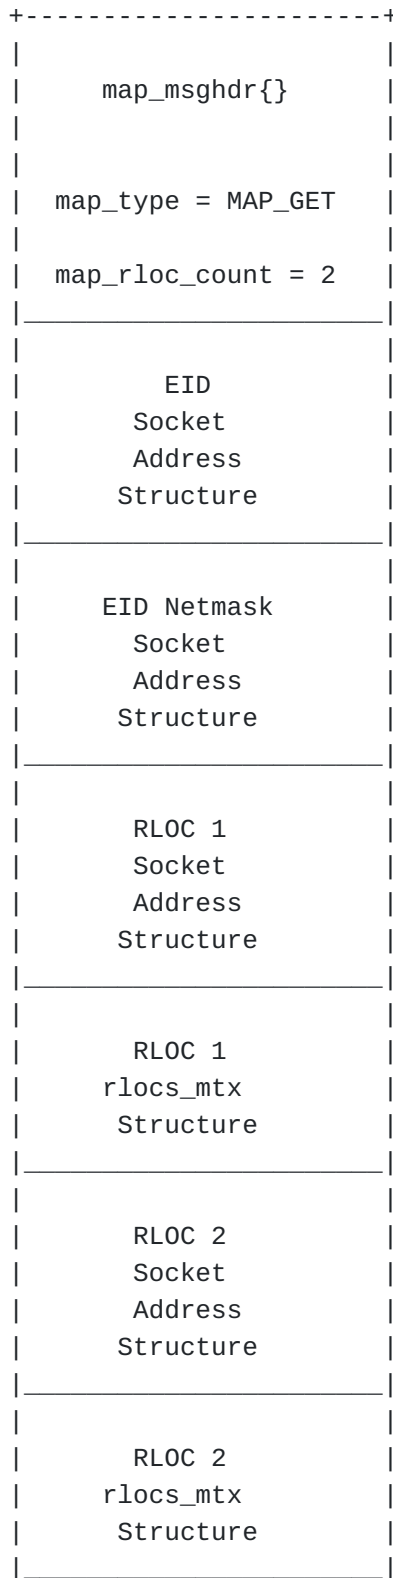 +-----------------------+
map_msghdr{}
map_type = MAP_GET
map_rloc_count = 2
EID
Socket
Address
Structure
EID Netmask
Socket
Address
Structure
RLOC 1
Socket
Address
Structure
RLOC 1
rlocs_mtx
Structure
RLOC 2
Socket
Address
Structure
RLOC 2
rlocs_mtx
Structure